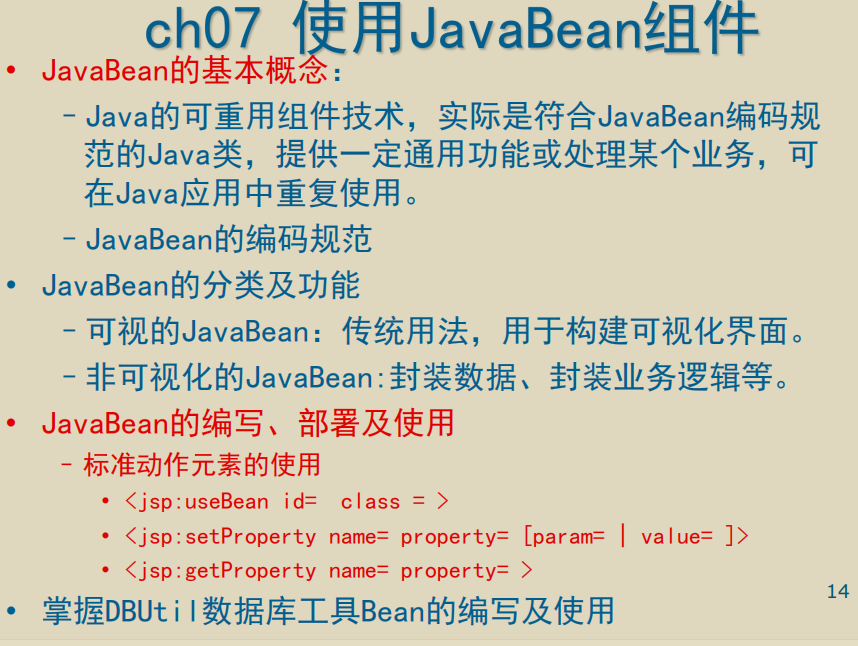 ch07 使用JavaBean组件
• JavaBean的基本概念：
–Java的可重用组件技术，实际是符合JavaBean编码规
范的Java类，提供一定通用功能或处理某个业务，可
在Java应用中重复使用。
–JavaBean的编码规范
• JavaBean的分类及功能
–可视的JavaBean：传统用法，用于构建可视化界面。
–非可视化的JavaBean:封装数据、封装业务逻辑等。
• JavaBean的编写、部署及使用
–标准动作元素的使用
• <jsp:useBean id=  class = >
• <jsp:setProperty name= property= [param= | value= ]>
• <jsp:getProperty name= property= >
14
• 掌握DBUtil数据库工具Bean的编写及使用